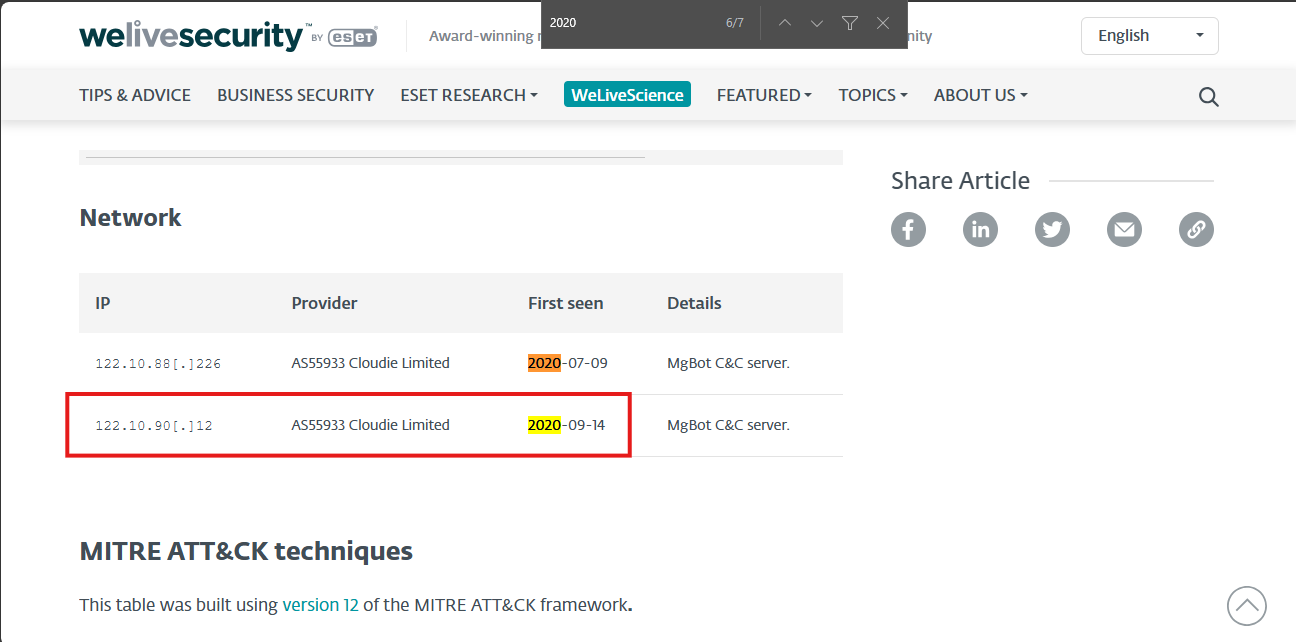 welivesecurity™ BY eseT®
Award-winning
2020 6/7
nity
English
TIPS & ADVICE BUSINESS SECURITY ESET RESEARCH WeLiveScience FEATURED TOPICS ABOUT US
Share Article
Network
IP Provider First seen Details
122.10.88[.]226 AS55933 Cloudie Limited 2020-07-09 MgBot C&C server.
122.10.90[.]12 AS55933 Cloudie Limited 2020-09-14 MgBot C&C server.
MITRE ATT&CK techniques
This table was built using version 12 of the MITRE ATT&CK framework.